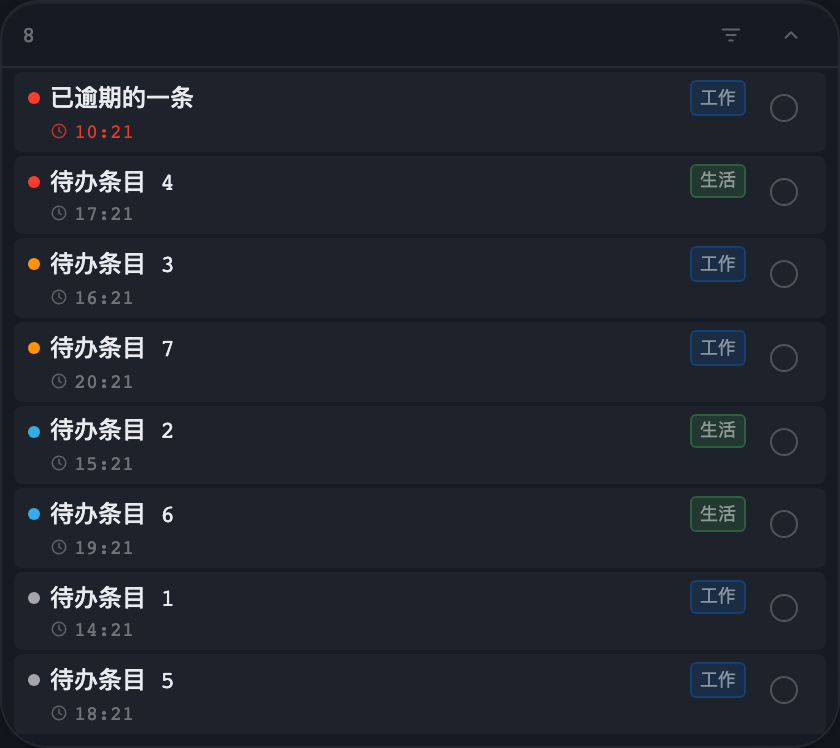 8
已逾期的一条 工作
10:21
待办条目 4 生活
17:21
待办条目 3 工作
16:21
待办条目 7 工作
20:21
待办条目 2 生活
15:21
待办条目 6 生活
19:21
待办条目 1 工作
14:21
待办条目 5 工作
18:21